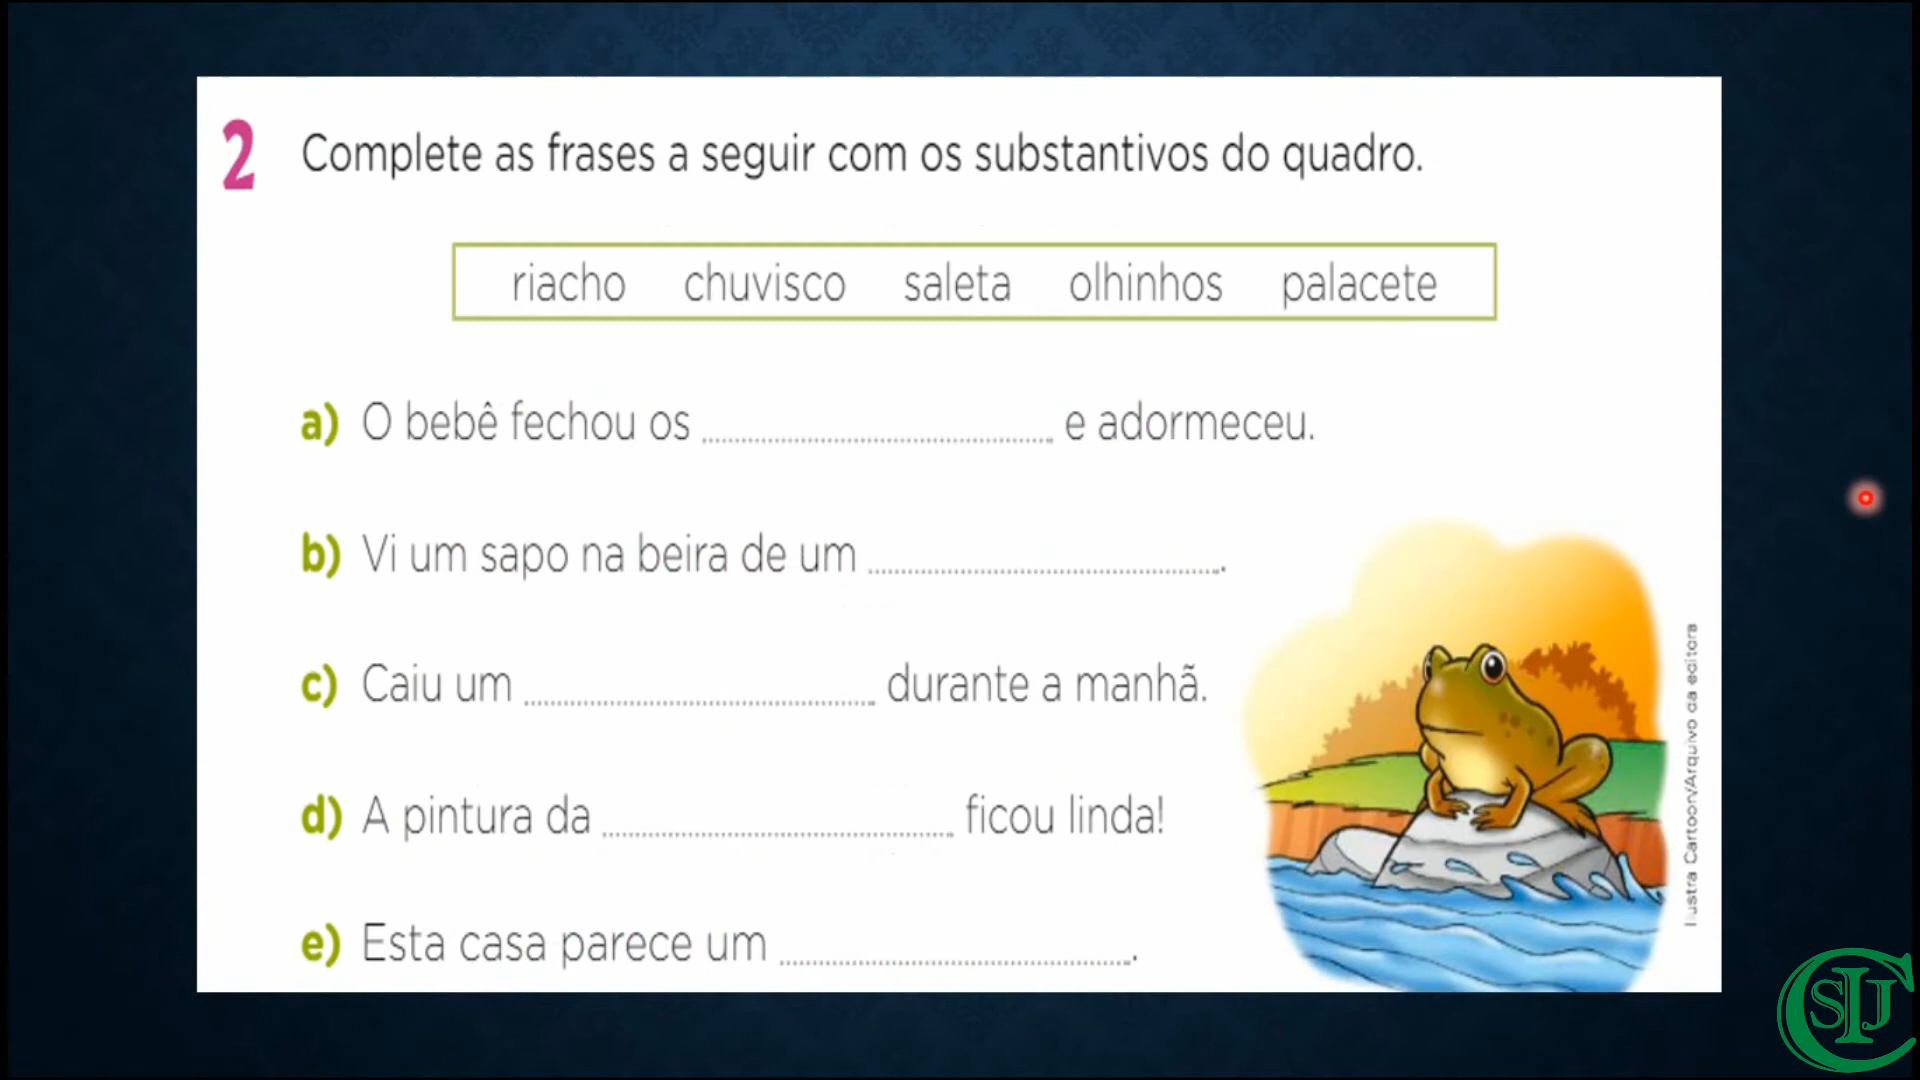 2 Complete as frases a seguir com os substantivos do quadro.
riacho chuvisco saleta olhinhos palacete
a) O bebê fechou os ........................................ e adormeceu.
b) Vi um sapo na beira de um ........................................ .
c) Caiu um ........................................ durante a manhã.
d) A pintura da ........................................ ficou linda!
e) Esta casa parece um ........................................ .
Ilustra Cartoon/Arquivo da editora
CSIJ